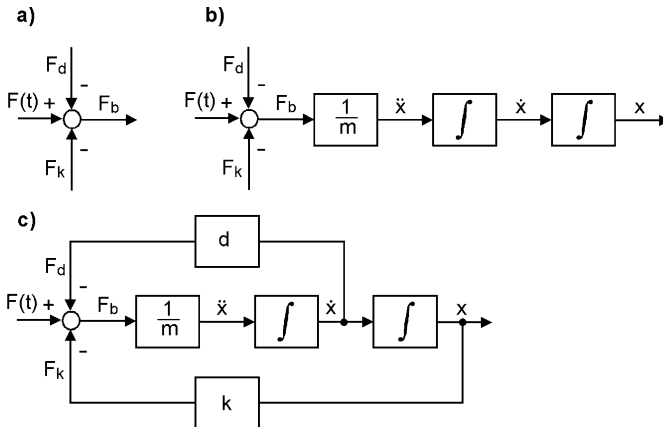 a)
F_d
-
F(t) +
F_b
-
F_k
b)
F_d
-
F(t) +
F_b
1/m
ẍ
∫
ẋ
∫
x
-
F_k
c)
d
F_d
-
F(t) +
F_b
1/m
ẍ
∫
ẋ
∫
x
-
F_k
k